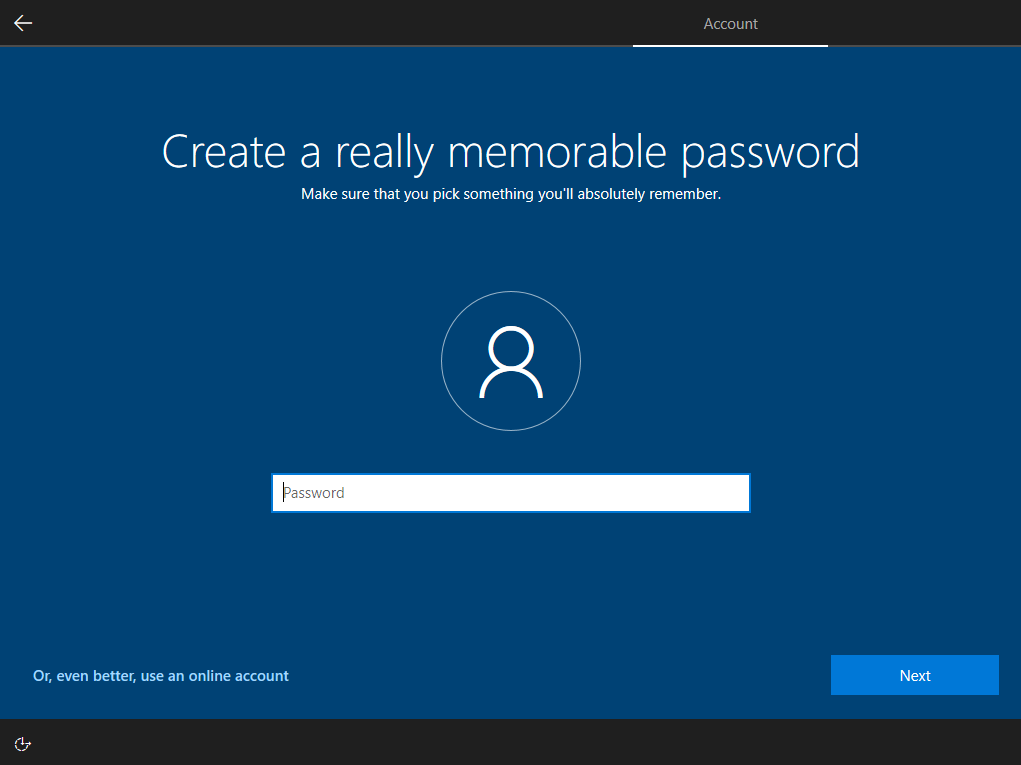 Account
Create a really memorable password
Make sure that you pick something you'll absolutely remember.
Password
Or, even better, use an online account
Next